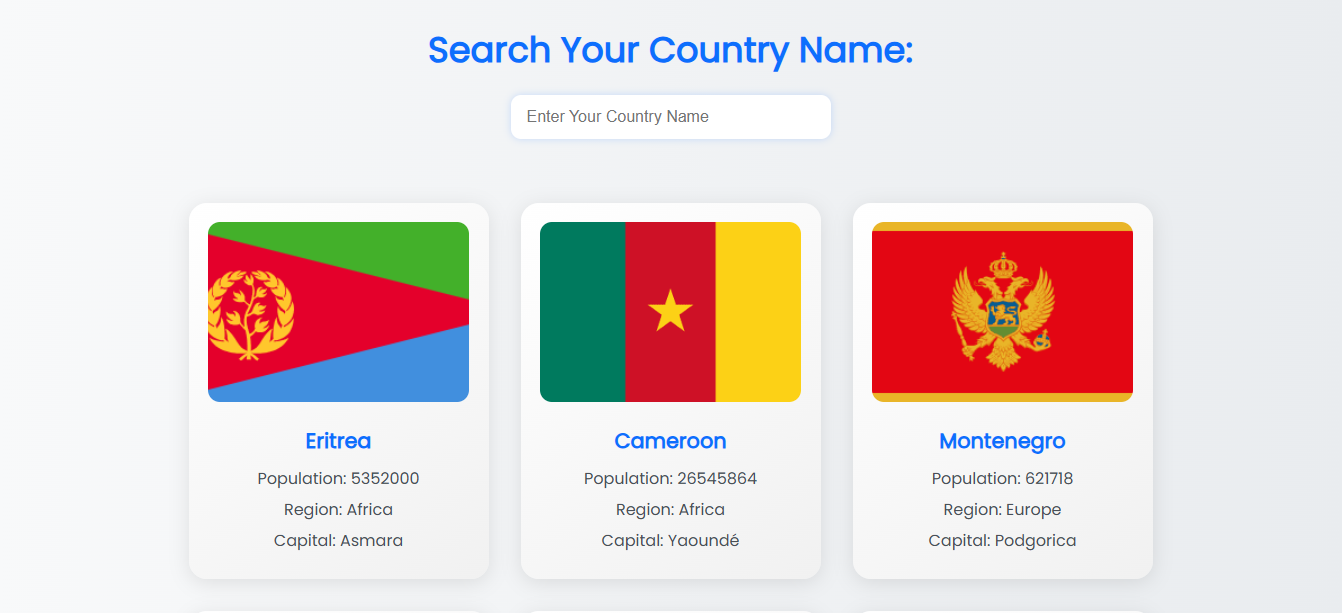 Search Your Country Name:
Enter Your Country Name
Eritrea
Population: 5352000
Region: Africa
Capital: Asmara
Cameroon
Population: 26545864
Region: Africa
Capital: Yaoundé
Montenegro
Population: 621718
Region: Europe
Capital: Podgorica